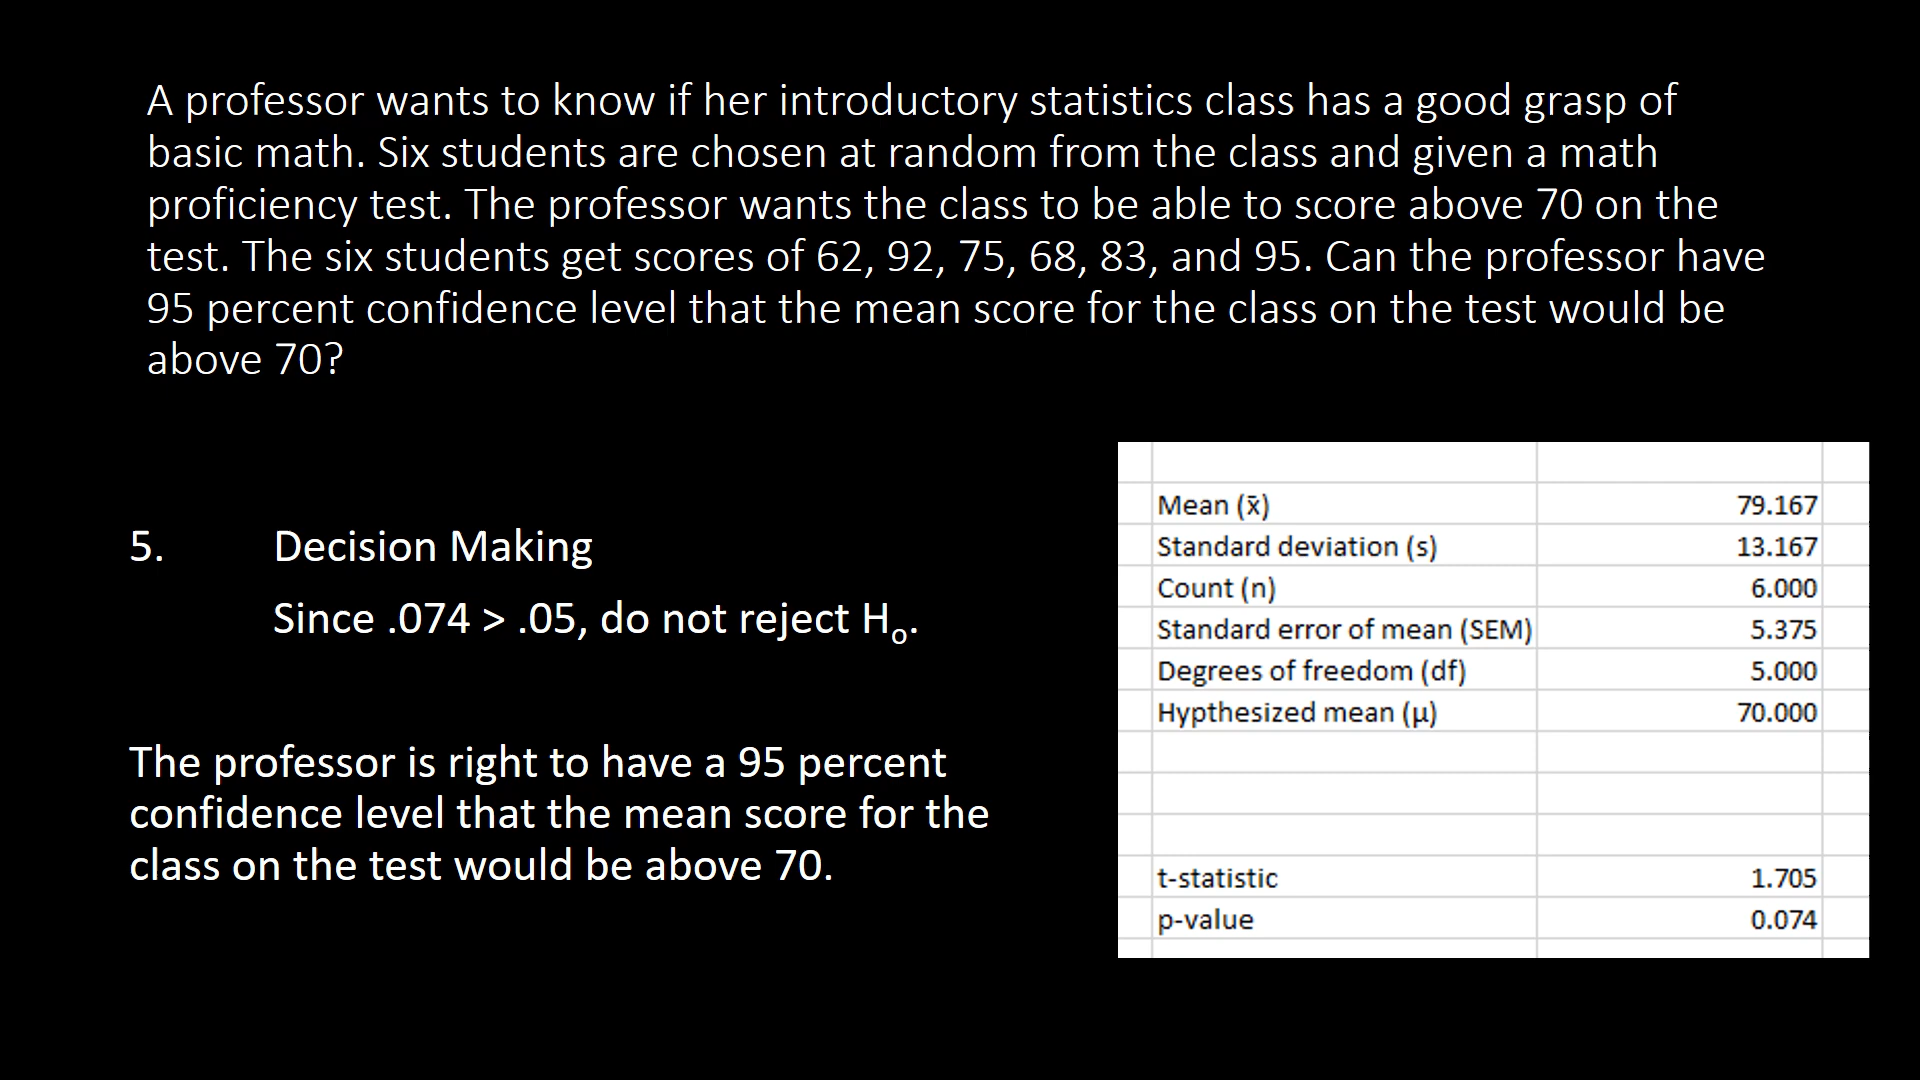 A professor wants to know if her introductory statistics class has a good grasp of
basic math. Six students are chosen at random from the class and given a math
proficiency test. The professor wants the class to be able to score above 70 on the
test. The six students get scores of 62, 92, 75, 68, 83, and 95. Can the professor have
95 percent confidence level that the mean score for the class on the test would be
above 70?
5. Decision Making
Since .074 > .05, do not reject Hₒ.
The professor is right to have a 95 percent
confidence level that the mean score for the
class on the test would be above 70.
Mean (x̄) 79.167
Standard deviation (s) 13.167
Count (n) 6.000
Standard error of mean (SEM) 5.375
Degrees of freedom (df) 5.000
Hypthesized mean (µ) 70.000
t-statistic 1.705
p-value 0.074